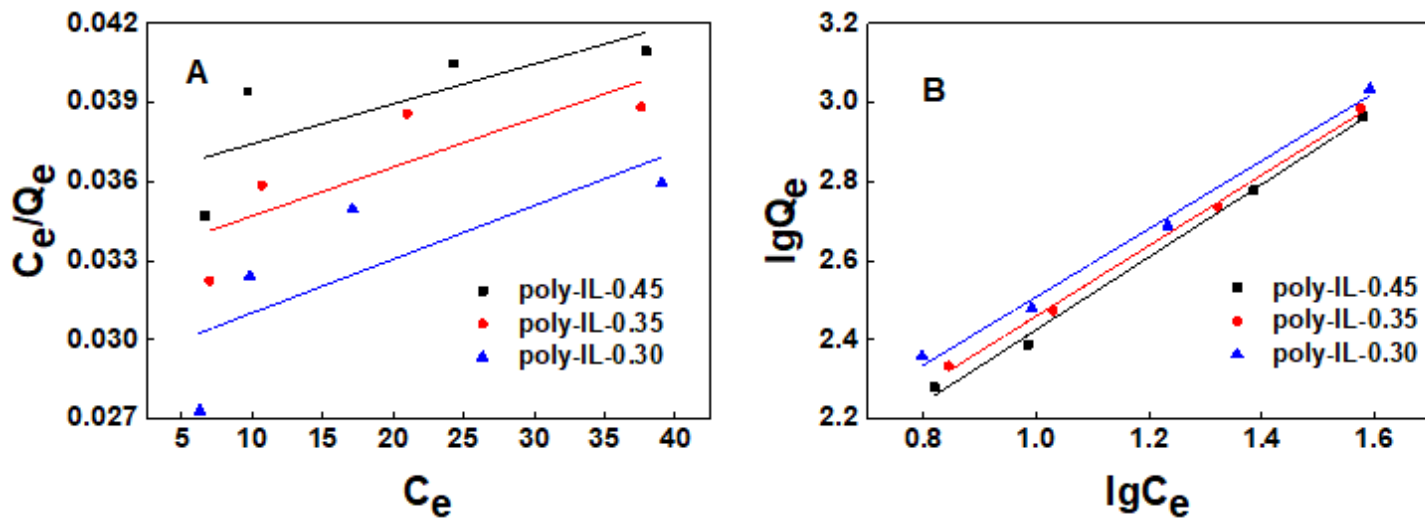 0.042
0.039
0.036
0.033
0.030
0.027
Ce/Qe
A
poly-IL-0.45
poly-IL-0.35
poly-IL-0.30
5 10 15 20 25 30 35 40
Ce
3.2
3.0
2.8
2.6
2.4
2.2
lgQe
B
poly-IL-0.45
poly-IL-0.35
poly-IL-0.30
0.8 1.0 1.2 1.4 1.6
lgCe